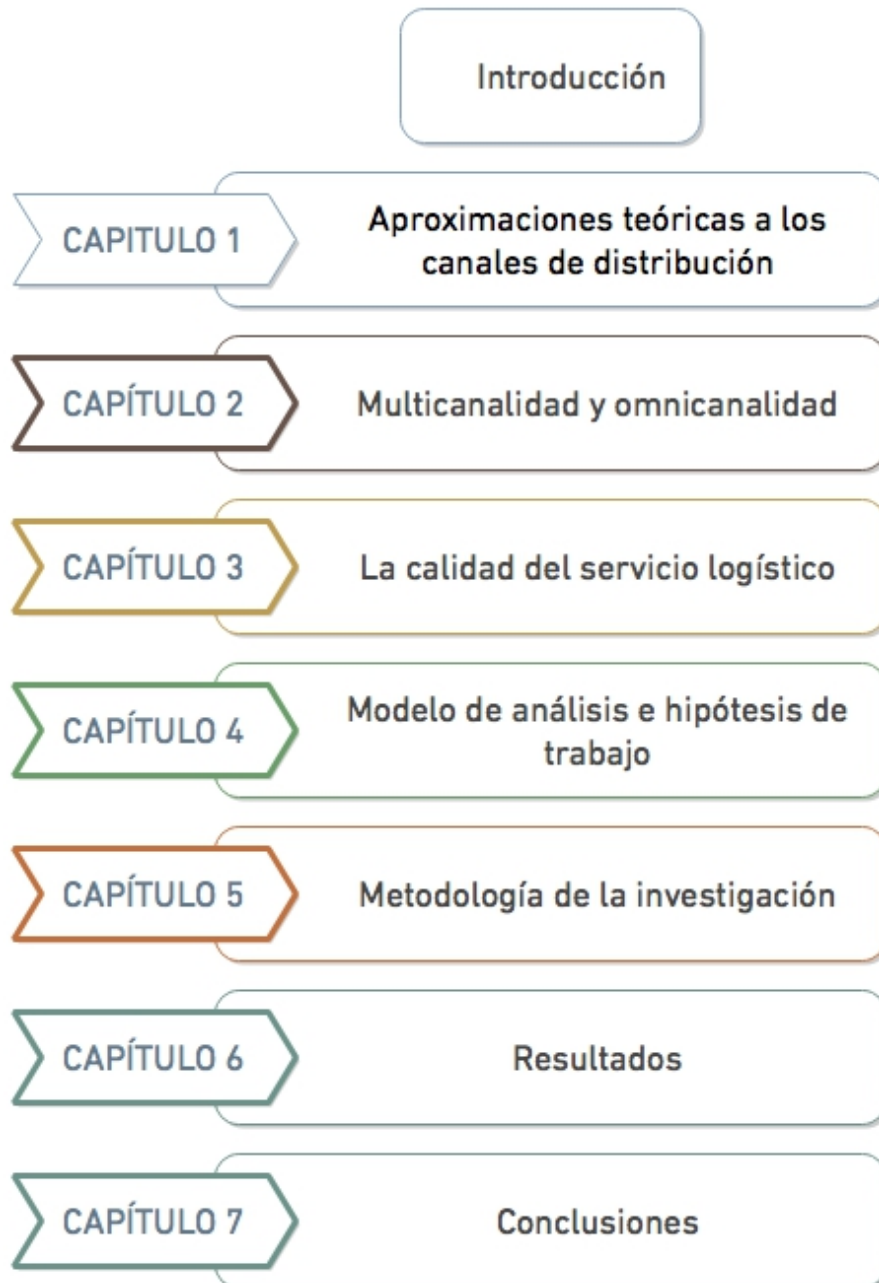 Introducción
CAPITULO 1
Aproximaciones teóricas a los
canales de distribución
CAPÍTULO 2
Multicanalidad y omnicanalidad
CAPÍTULO 3
La calidad del servicio logístico
CAPÍTULO 4
Modelo de análisis e hipótesis de
trabajo
CAPÍTULO 5
Metodología de la investigación
CAPÍTULO 6
Resultados
CAPÍTULO 7
Conclusiones